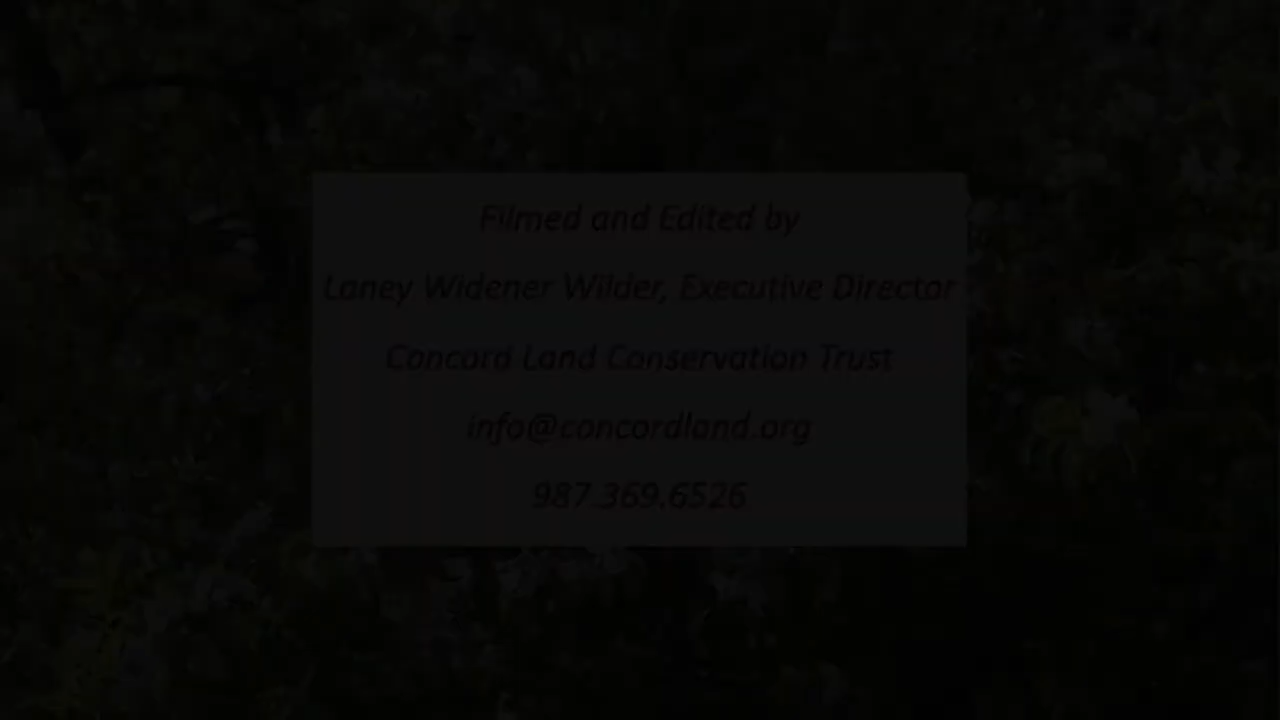 Filmed and Edited by
Laney Widener Wilder, Executive Director
Concord Land Conservation Trust
info@concordland.org
987.369.6526